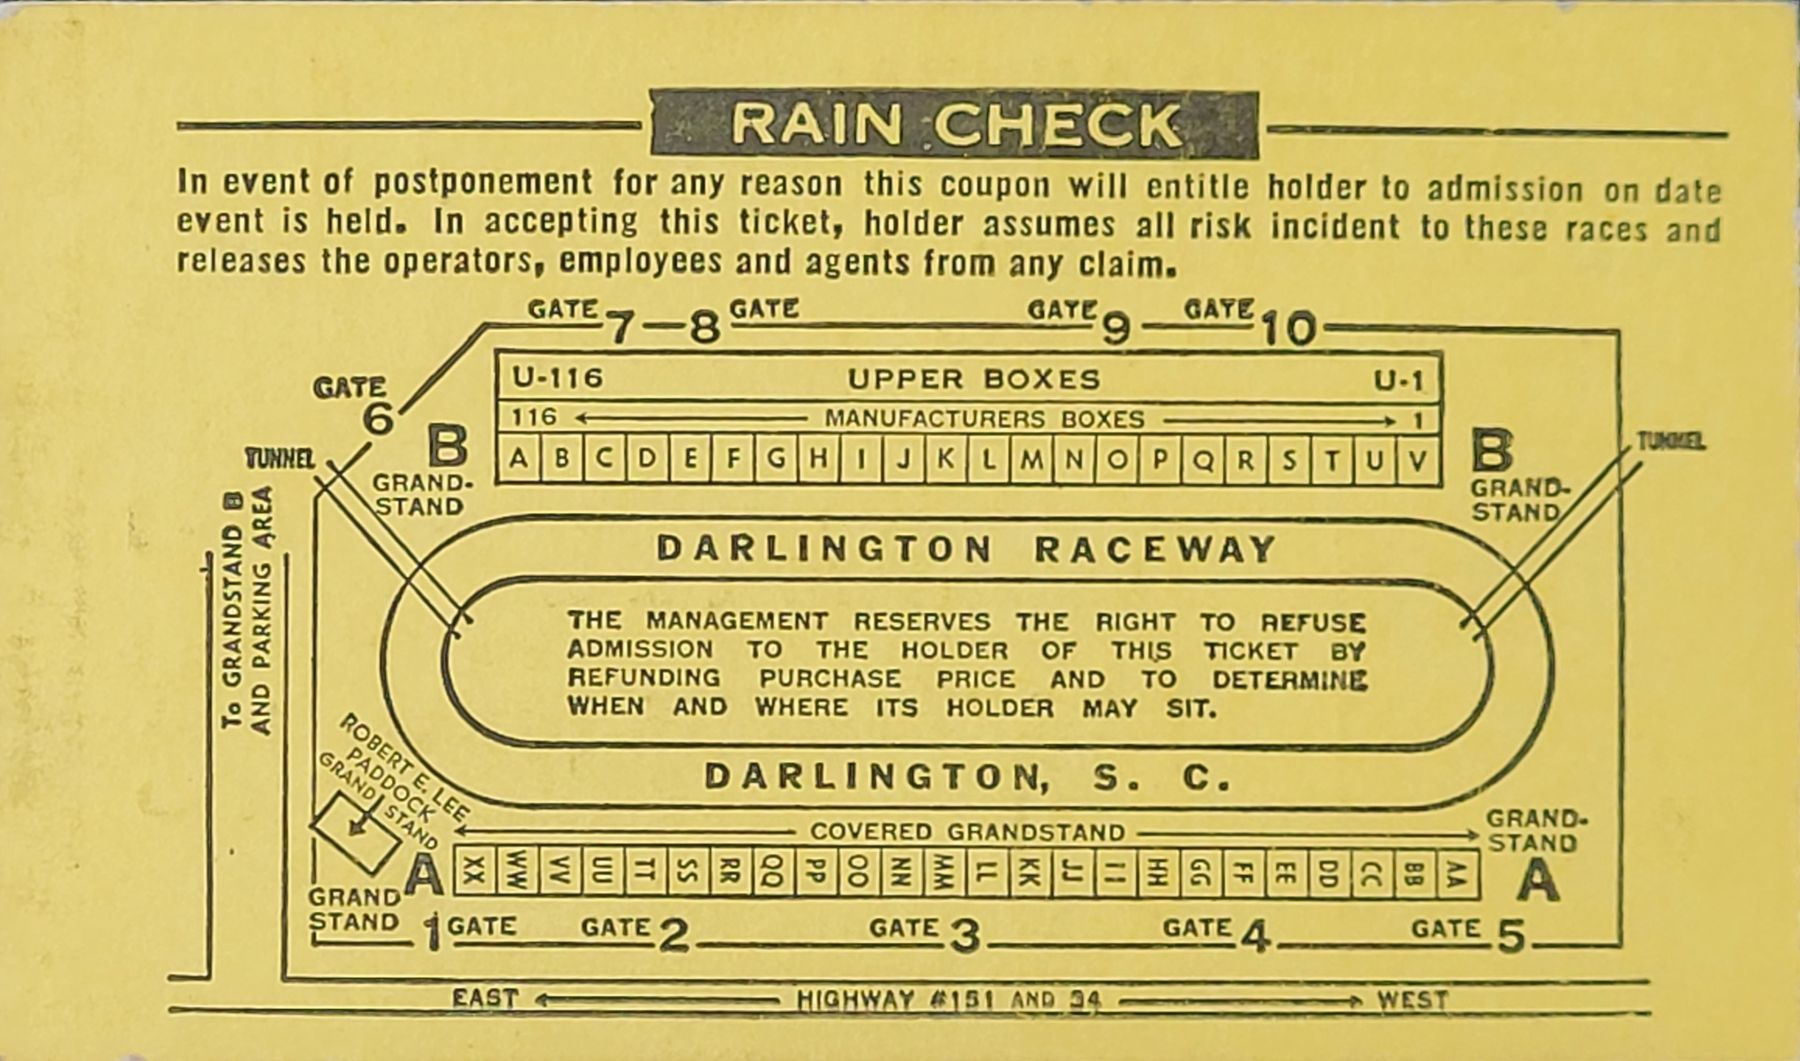 RAIN CHECK
In event of postponement for any reason this coupon will entitle holder to admission on date
event is held. In accepting this ticket, holder assumes all risk incident to these races and
releases the operators, employees and agents from any claim.
GATE 7 — 8 GATE GATE 9 — GATE 10
GATE 6
U-116 UPPER BOXES U-1
116 MANUFACTURERS BOXES 1
A B C D E F G H I J K L M N O P Q R S T U V
TUNNEL
B
GRAND-
STAND
B
GRAND-
STAND
TUNNEL
To GRANDSTAND B
AND PARKING AREA
DARLINGTON RACEWAY
THE MANAGEMENT RESERVES THE RIGHT TO REFUSE
ADMISSION TO THE HOLDER OF THIS TICKET BY
REFUNDING PURCHASE PRICE AND TO DETERMINE
WHEN AND WHERE ITS HOLDER MAY SIT.
DARLINGTON, S. C.
ROBERT E. LEE
PADDOCK
GRAND STAND
COVERED GRANDSTAND
GRAND-
STAND
A
A
GRAND
STAND
XX WW VV UU TT SS RR QQ PP OO NN MM LL KK JJ II HH GG FF EE DD CC BB AA
1 GATE GATE 2 GATE 3 GATE 4 GATE 5
EAST HIGHWAY #151 AND 34 WEST